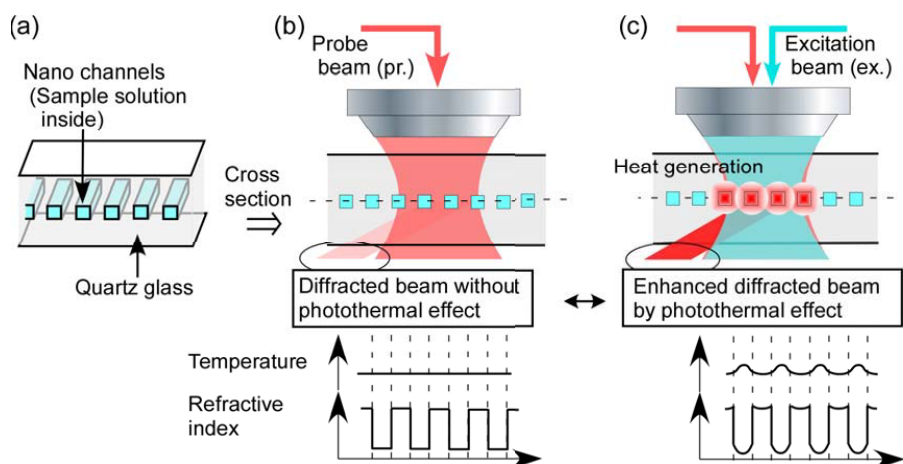 (a)
Nano channels
(Sample solution
inside)
Quartz glass
Cross
section
(b)
Probe
beam (pr.)
Diffracted beam without
photothermal effect
Temperature
Refractive
index
(c)
Excitation
beam (ex.)
Heat generation
Enhanced diffracted beam
by photothermal effect